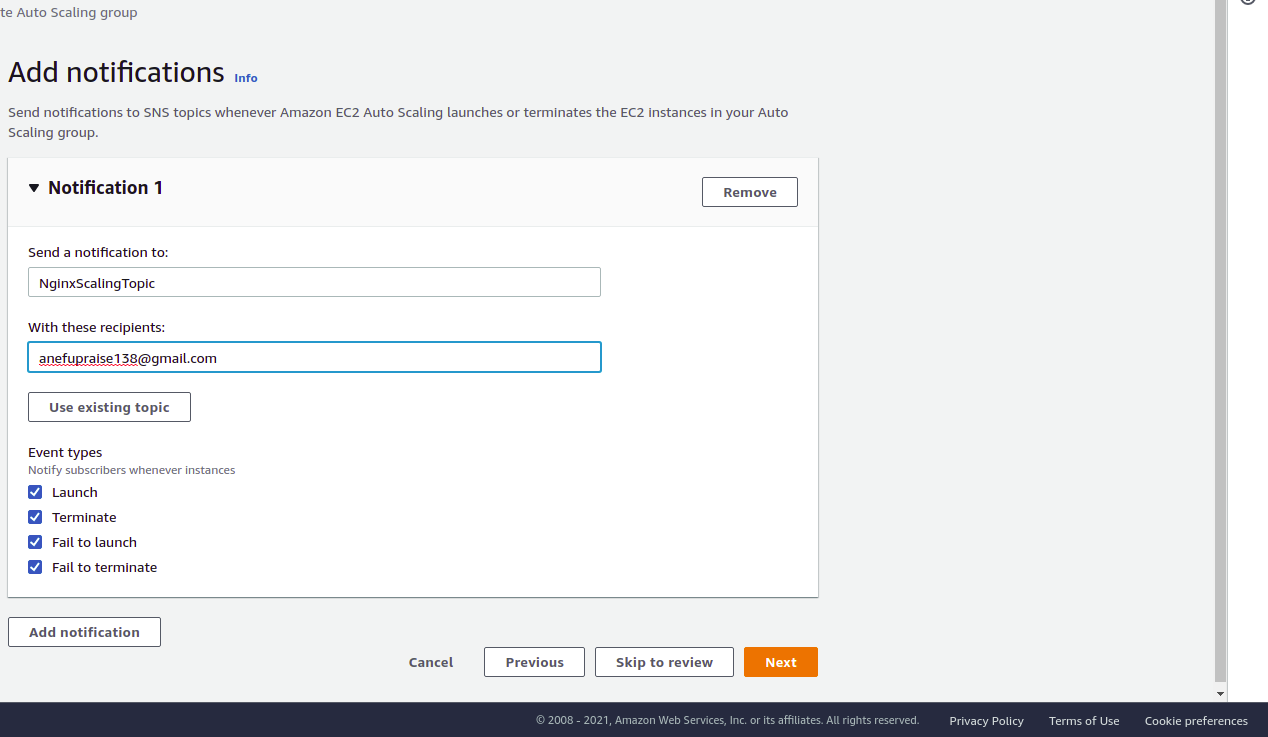 te Auto Scaling group
Add notifications Info
Send notifications to SNS topics whenever Amazon EC2 Auto Scaling launches or terminates the EC2 instances in your Auto
Scaling group.
Notification 1
Remove
Send a notification to:
NginxScalingTopic
With these recipients:
anefupraise138@gmail.com
Use existing topic
Event types
Notify subscribers whenever instances
Launch
Terminate
Fail to launch
Fail to terminate
Add notification
Cancel Previous Skip to review Next
© 2008 - 2021, Amazon Web Services, Inc. or its affiliates. All rights reserved. Privacy Policy Terms of Use Cookie preferences